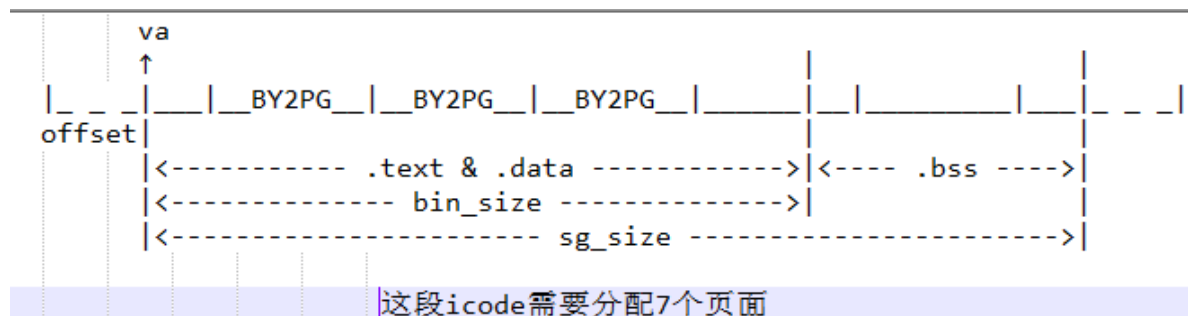 va
↑ | |
|_ _ _|___|__BY2PG__|__BY2PG__|__BY2PG__|______|__|_________|___|_ _ _|
offset| | |
|<----------- .text & .data ------------->|<---- .bss ---->|
|<-------------- bin_size -------------->| |
|<---------------------- sg_size ------------------------>|
这段icode需要分配7个页面